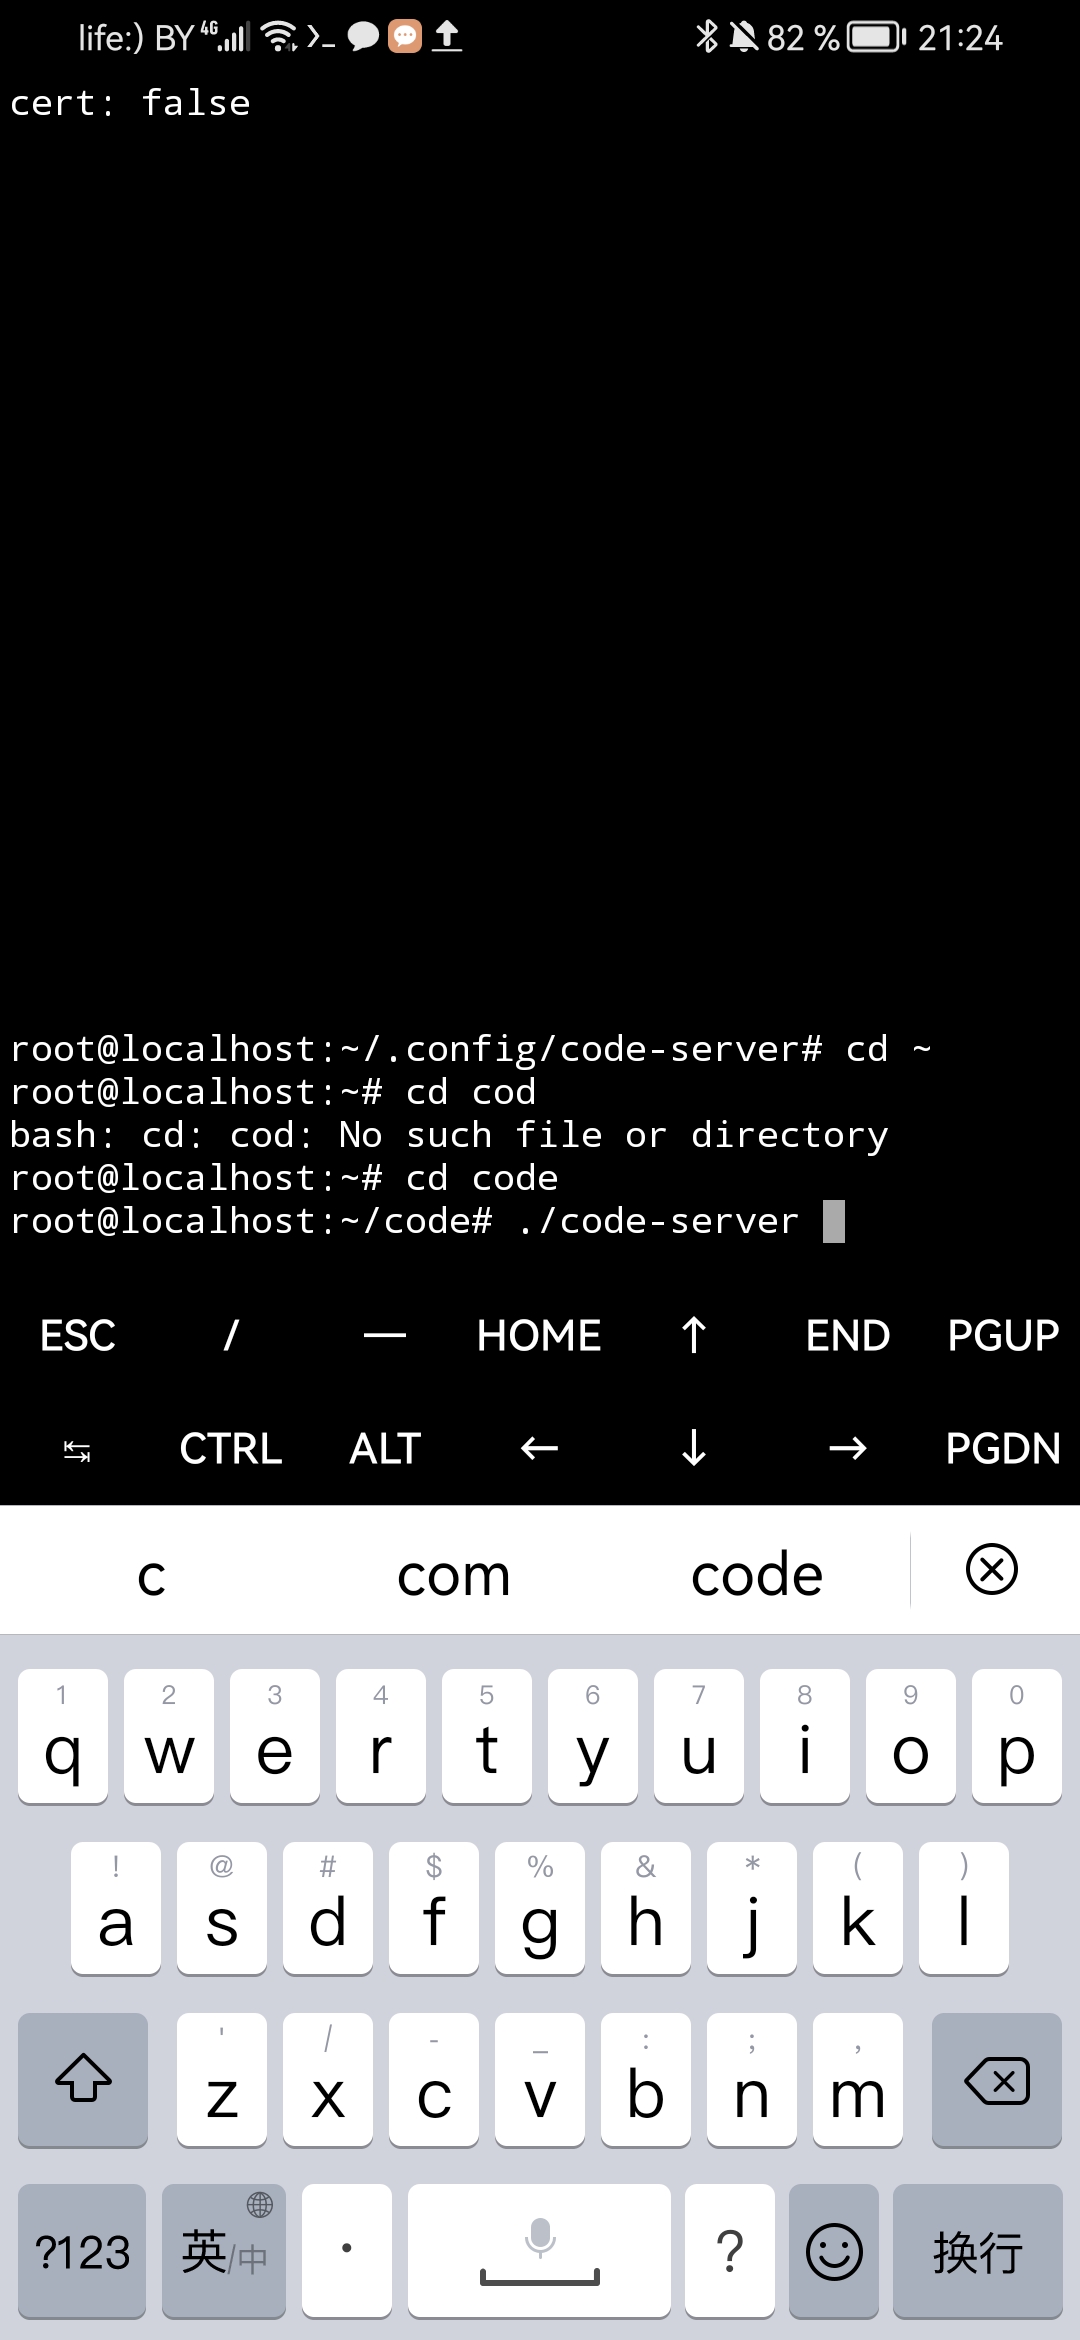 life:) BY 4G 82 % 21:24
cert: false
root@localhost:~/.config/code-server# cd ~
root@localhost:~# cd cod
bash: cd: cod: No such file or directory
root@localhost:~# cd code
root@localhost:~/code# ./code-server
ESC / — HOME ↑ END PGUP
↹ CTRL ALT ← ↓ → PGDN
c com code
1 2 3 4 5 6 7 8 9 0
q w e r t y u i o p
! @ # $ % & * ( )
a s d f g h j k l
' / - _ : ; ,
z x c v b n m
?123 英/中 . ? 换行